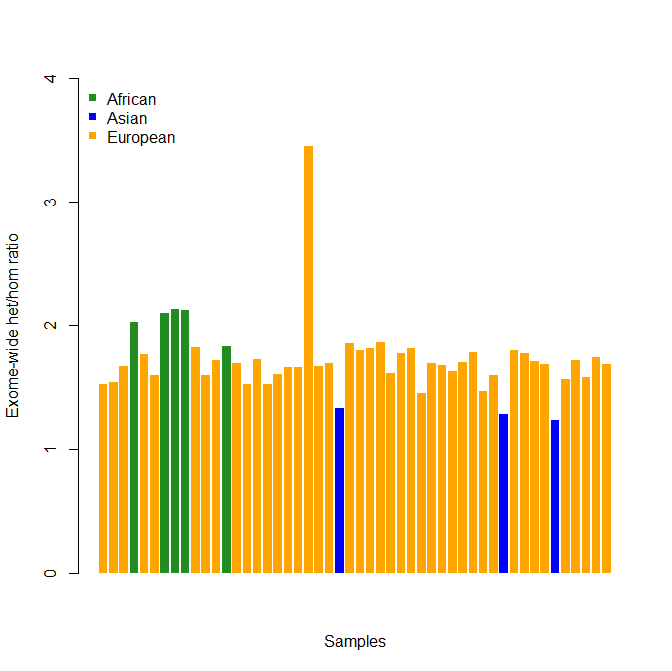 4
African
Asian
European
3
2
1
0
Exome-wide het/hom ratio
Samples